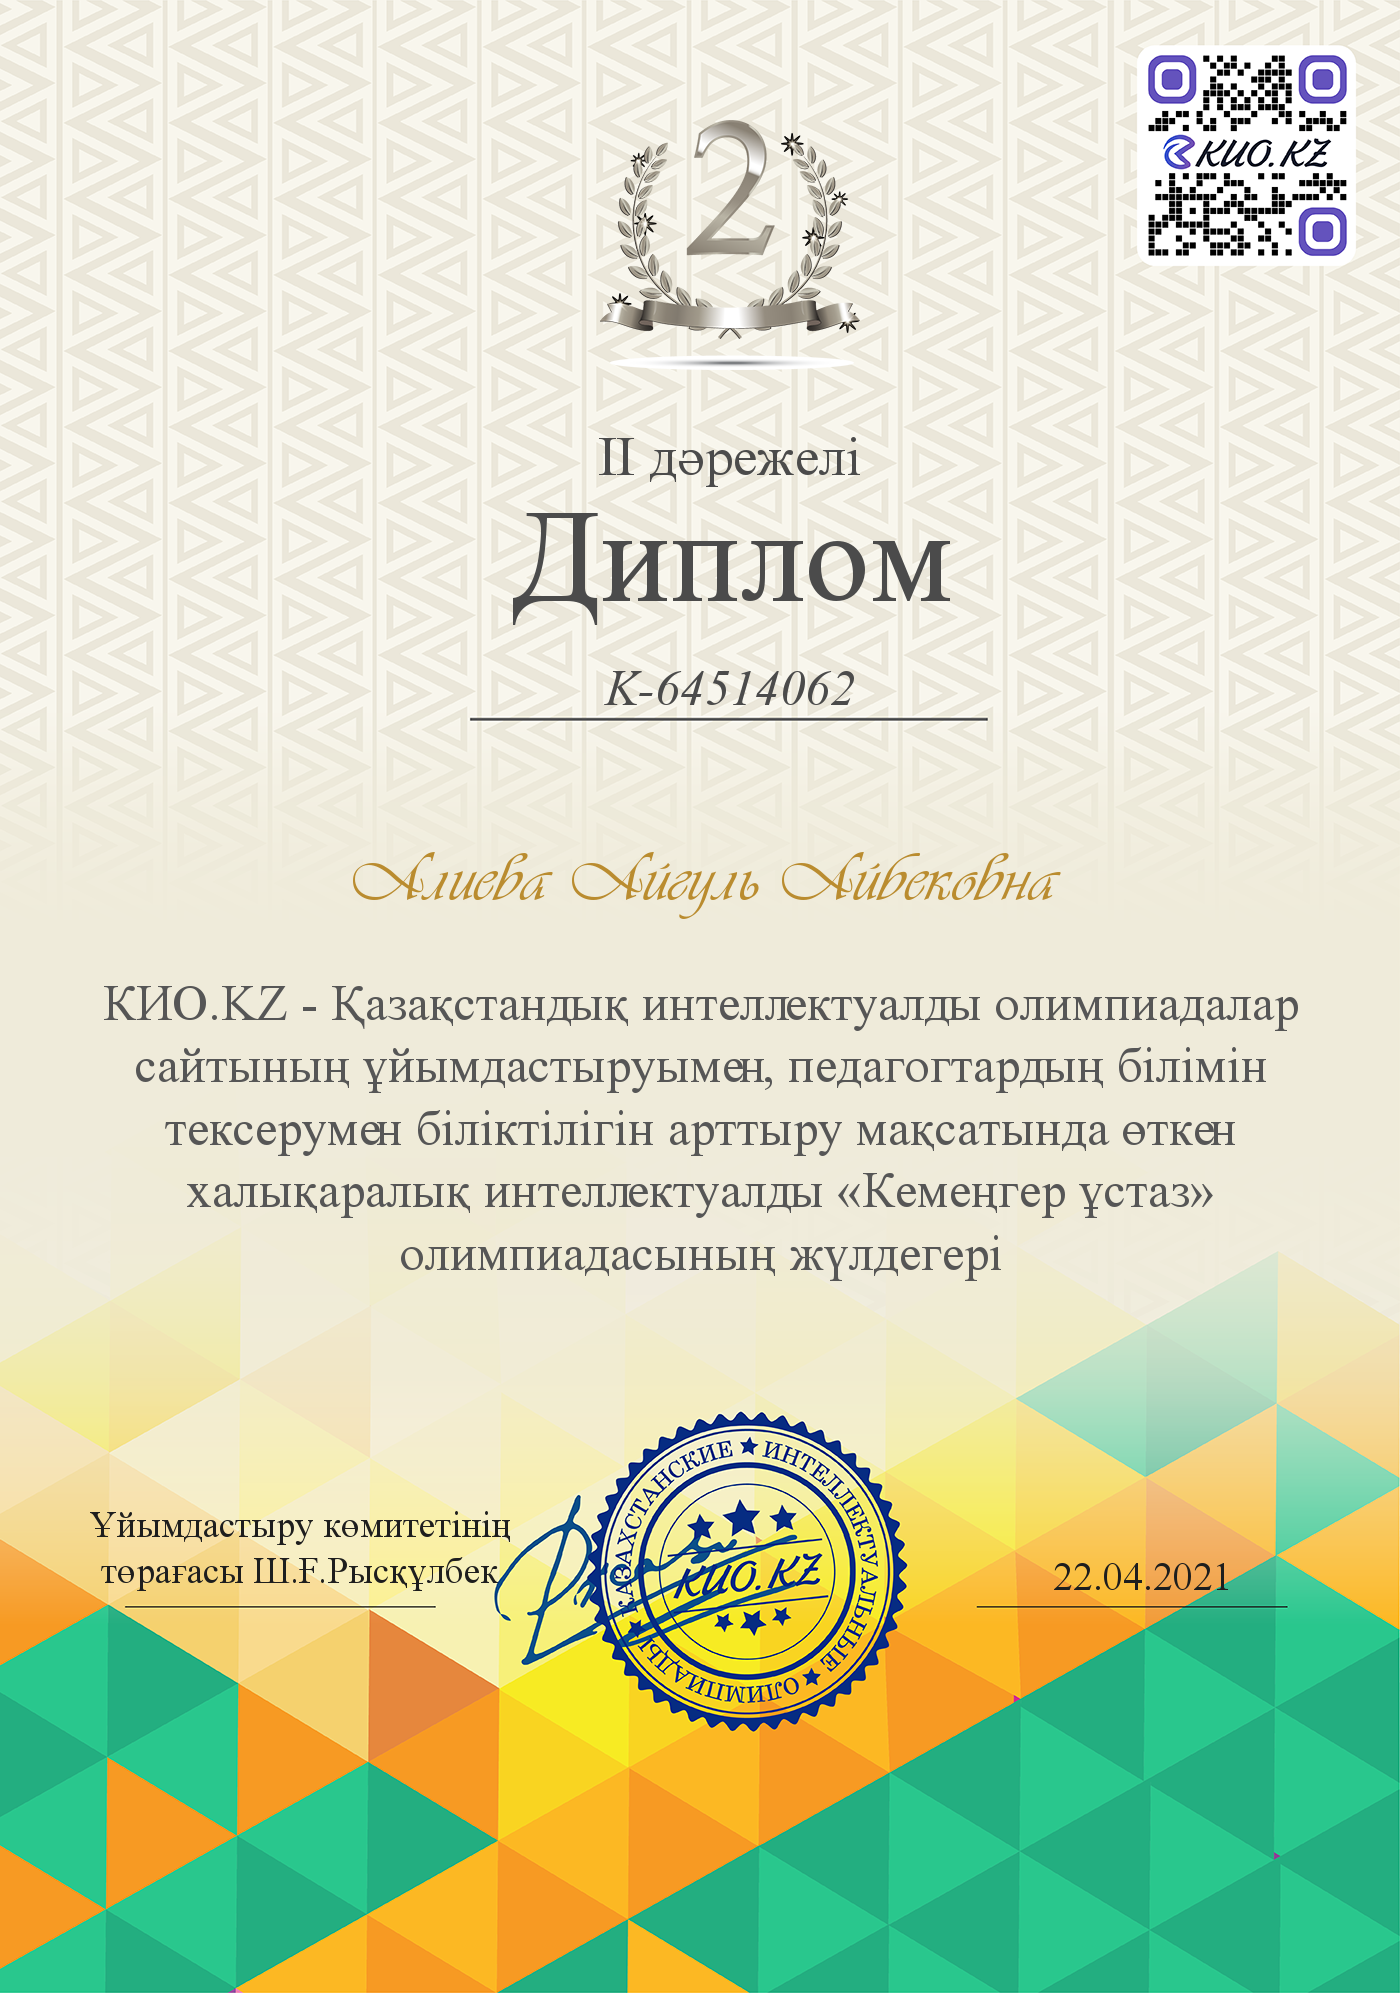 КИО.KZ
2
II дәрежелі
Диплом
K-64514062
Алиева Айгуль Айбековна
КИО.KZ - Қазақстандық интеллектуалды олимпиадалар
сайтының ұйымдастыруымен, педагогтардың білімін
тексерумен біліктілігін арттыру мақсатында өткен
халықаралық интеллектуалды «Кемеңгер ұстаз»
олимпиадасының жүлдегері
Ұйымдастыру комитетінің
төрағасы Ш.Ғ.Рысқұлбек
КАЗАХСТАНСКИЕ ★ ИНТЕЛЛЕКТУАЛЬНЫЕ ★ ОЛИМПИАДЫ ★
КИО.KZ
22.04.2021